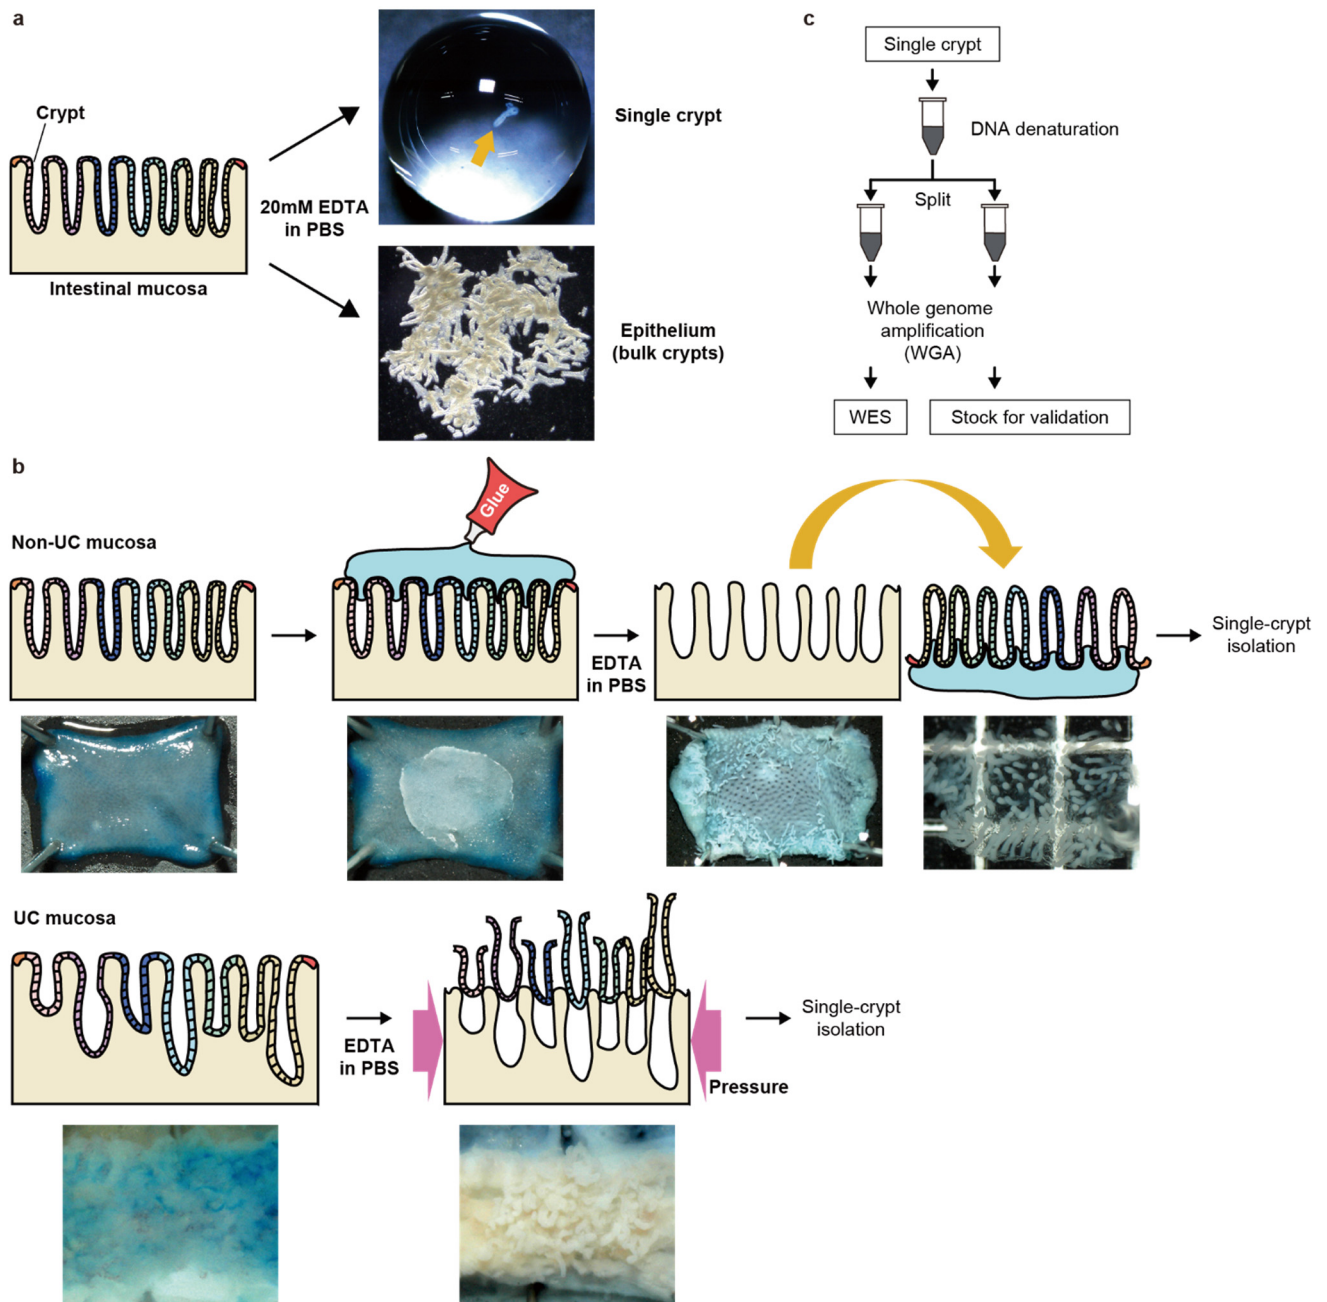 a
Crypt
Intestinal mucosa
20mM EDTA
in PBS
Single crypt
Epithelium
(bulk crypts)
c
Single crypt
DNA denaturation
Split
Whole genome
amplification
(WGA)
WES
Stock for validation
b
Non-UC mucosa
Glue
EDTA
in PBS
Single-crypt
isolation
UC mucosa
EDTA
in PBS
Pressure
Single-crypt
isolation